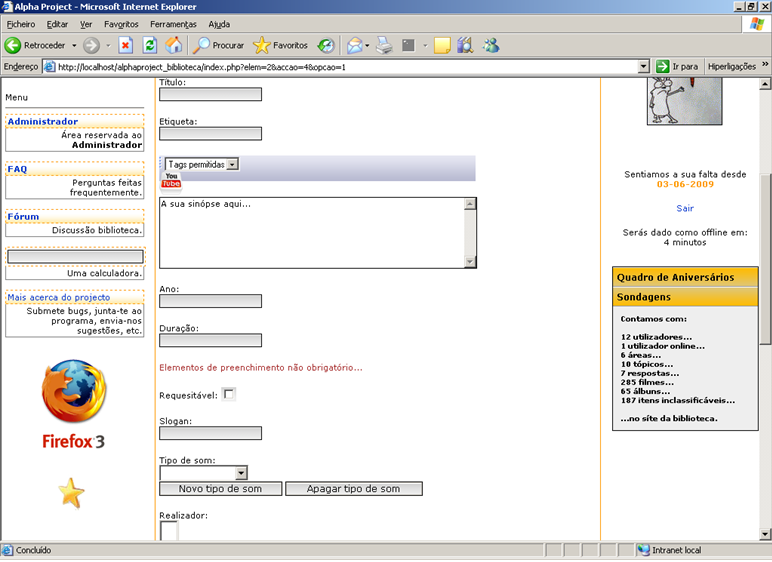 Alpha Project - Microsoft Internet Explorer
Ficheiro Editar Ver Favoritos Ferramentas Ajuda
Retroceder Procurar Favoritos
Endereço http://localhost/alphaproject_biblioteca/index.php?elem=2&accao=4&opcao=1 Ir para Hiperligações »
Menu
Administrador
Área reservada ao
Administrador
FAQ
Perguntas feitas
frequentemente.
Fórum
Discussão biblioteca.
Uma calculadora.
Mais acerca do projecto
Submete bugs, junta-te ao
programa, envia-nos
sugestões, etc.
Firefox 3
Título:
Etiqueta:
Tags permitidas
You
Tube
A sua sinópse aqui...
Ano:
Duração:
Elementos de preenchimento não obrigatório...
Requesitável:
Slogan:
Tipo de som:
Novo tipo de som Apagar tipo de som
Realizador:
Sentiamos a sua falta desde
03-06-2009
Sair
Serás dado como offline em:
4 minutos
Quadro de Aniversários
Sondagens
Contamos com:
12 utilizadores...
1 utilizador online...
6 áreas...
10 tópicos...
7 respostas...
285 filmes...
65 álbuns...
187 itens inclassificáveis...
...no síte da biblioteca.
Concluído Intranet local